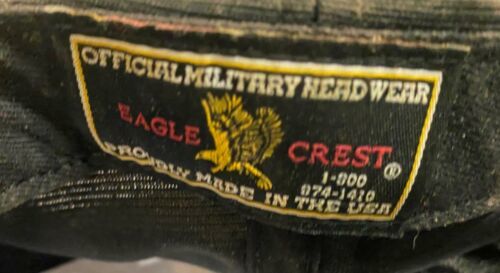 OFFICIAL MILITARY HEADWEAR
EAGLE CREST®
1-800
874-1410
PROUDLY MADE IN THE USA